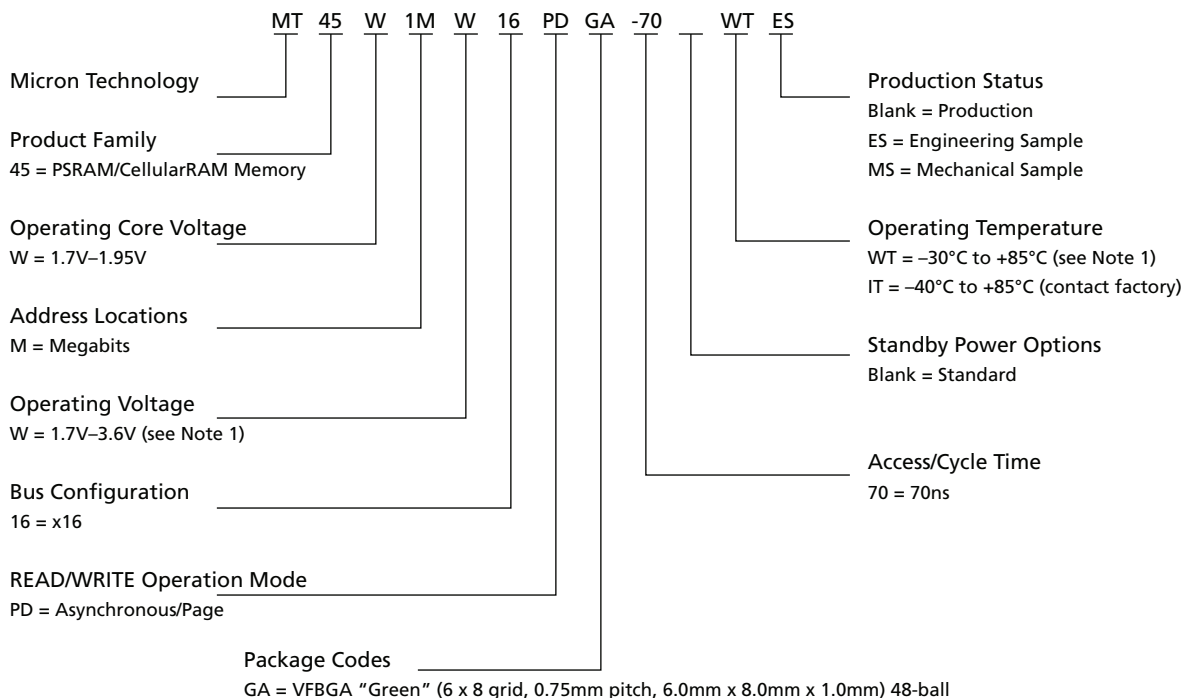 MT 45 W 1M W 16 PD GA -70 WT ES
Micron Technology
Product Family
45 = PSRAM/CellularRAM Memory
Operating Core Voltage
W = 1.7V–1.95V
Address Locations
M = Megabits
Operating Voltage
W = 1.7V–3.6V (see Note 1)
Bus Configuration
16 = x16
READ/WRITE Operation Mode
PD = Asynchronous/Page
Package Codes
GA = VFBGA “Green” (6 x 8 grid, 0.75mm pitch, 6.0mm x 8.0mm x 1.0mm) 48-ball
Production Status
Blank = Production
ES = Engineering Sample
MS = Mechanical Sample
Operating Temperature
WT = –30°C to +85°C (see Note 1)
IT = –40°C to +85°C (contact factory)
Standby Power Options
Blank = Standard
Access/Cycle Time
70 = 70ns